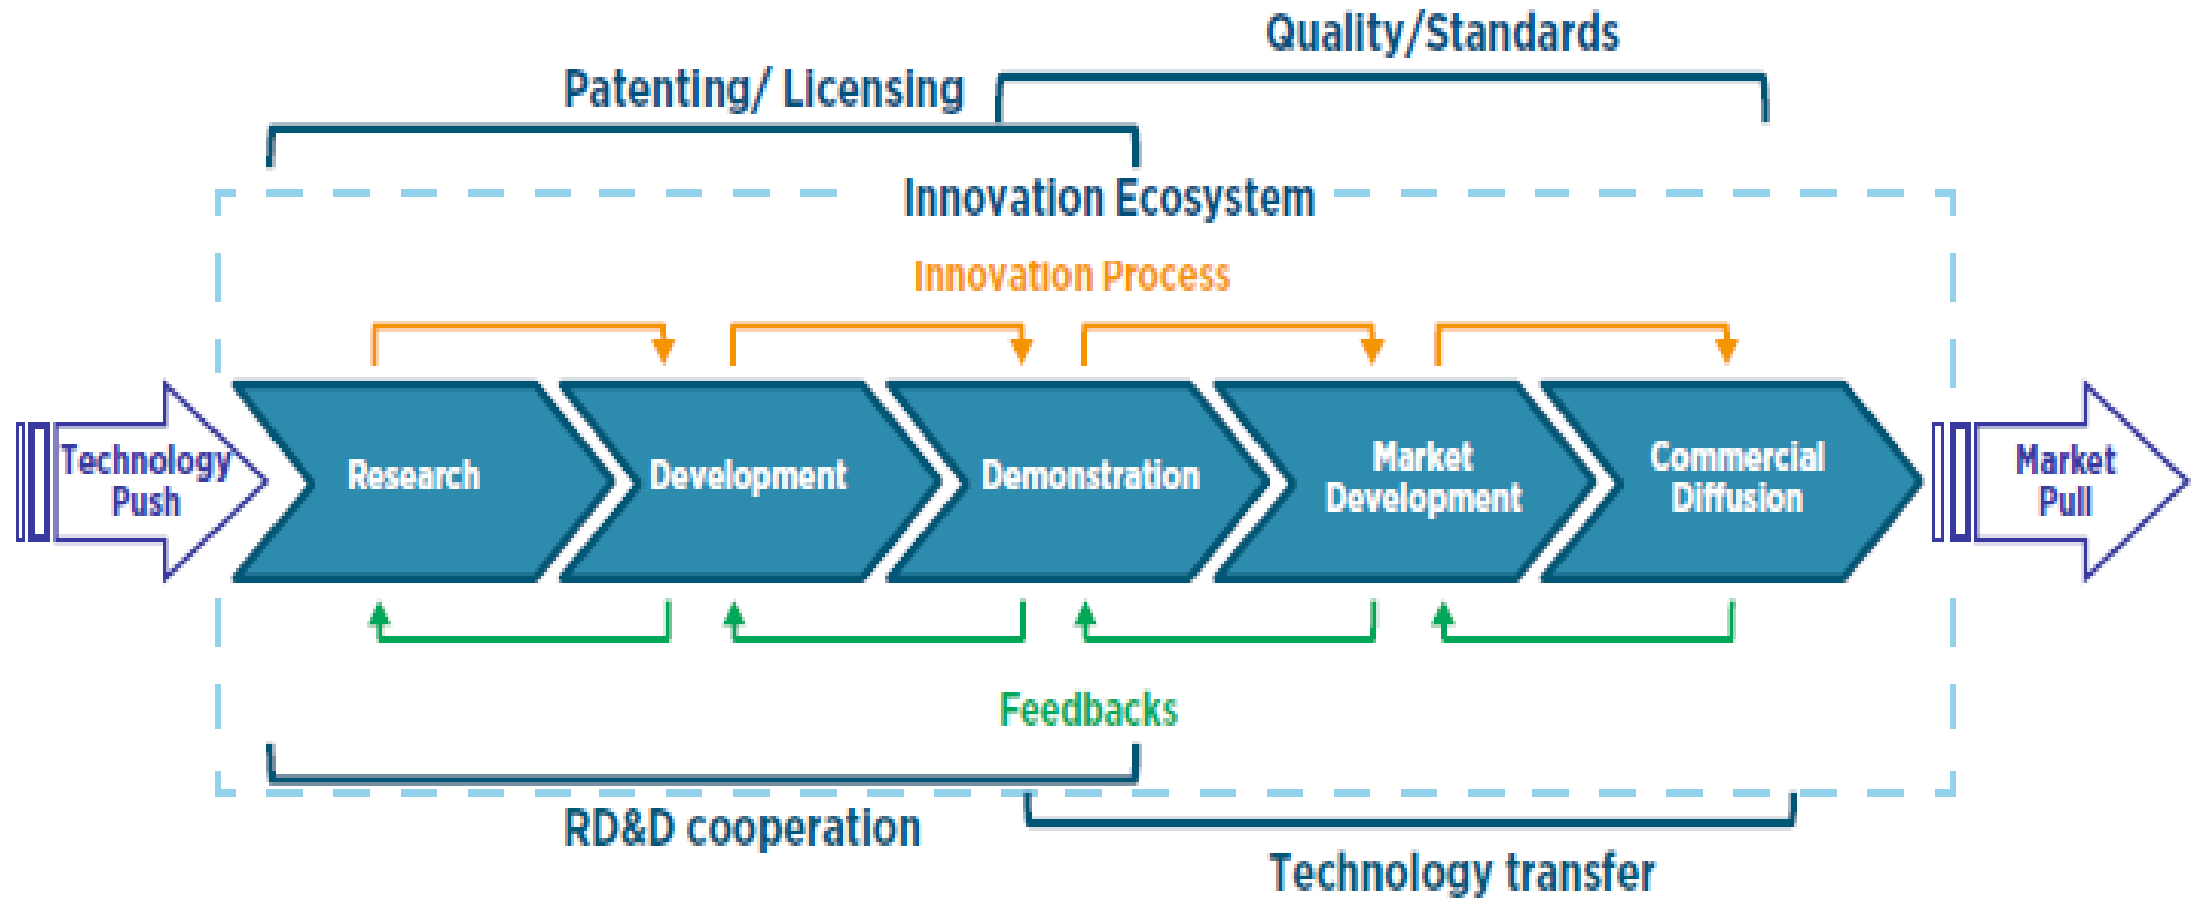 Quality/Standards
Patenting/ Licensing
Innovation Ecosystem
Innovation Process
Technology
Push
Research
Development
Demonstration
Market
Development
Commercial
Diffusion
Market
Pull
Feedbacks
RD&D cooperation
Technology transfer